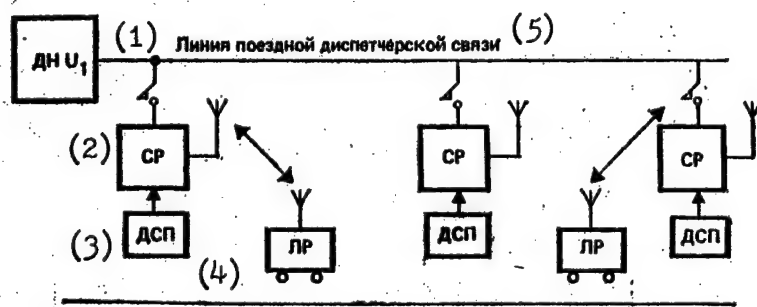 (1) Линия поездной диспетчерской связи (5)
ДН U1
(2) СР СР СР
(3) ДСП ЛР ДСП ЛР ДСП
(4)